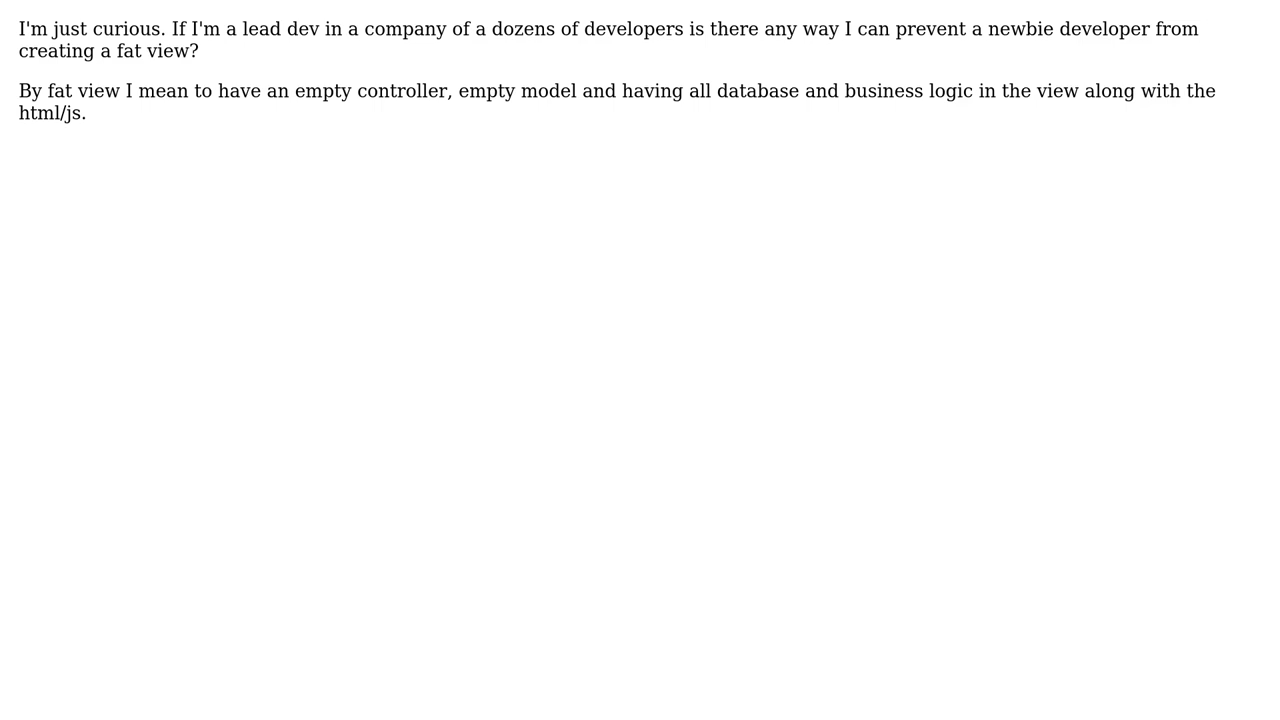 I'm just curious. If I'm a lead dev in a company of a dozens of developers is there any way I can prevent a newbie developer from
creating a fat view?
By fat view I mean to have an empty controller, empty model and having all database and business logic in the view along with the
html/js.